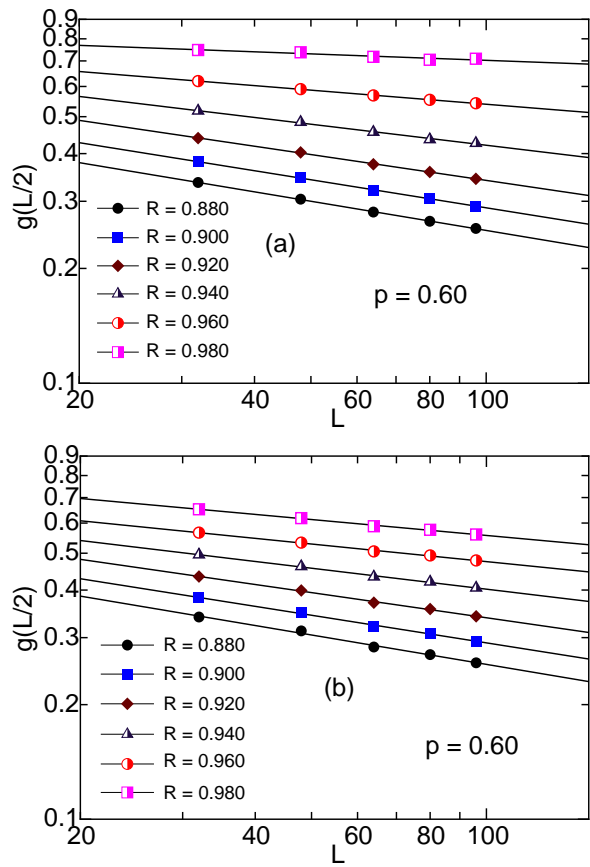 0.9
0.8
0.7
0.6
0.5
0.4
0.3
0.2
0.1
g(L/2)
R = 0.880
R = 0.900
R = 0.920
R = 0.940
R = 0.960
R = 0.980
(a)
p = 0.60
20 40 60 80 100
L
0.9
0.8
0.7
0.6
0.5
0.4
0.3
0.2
0.1
g(L/2)
R = 0.880
R = 0.900
R = 0.920
R = 0.940
R = 0.960
R = 0.980
(b)
p = 0.60
20 40 60 80 100
L